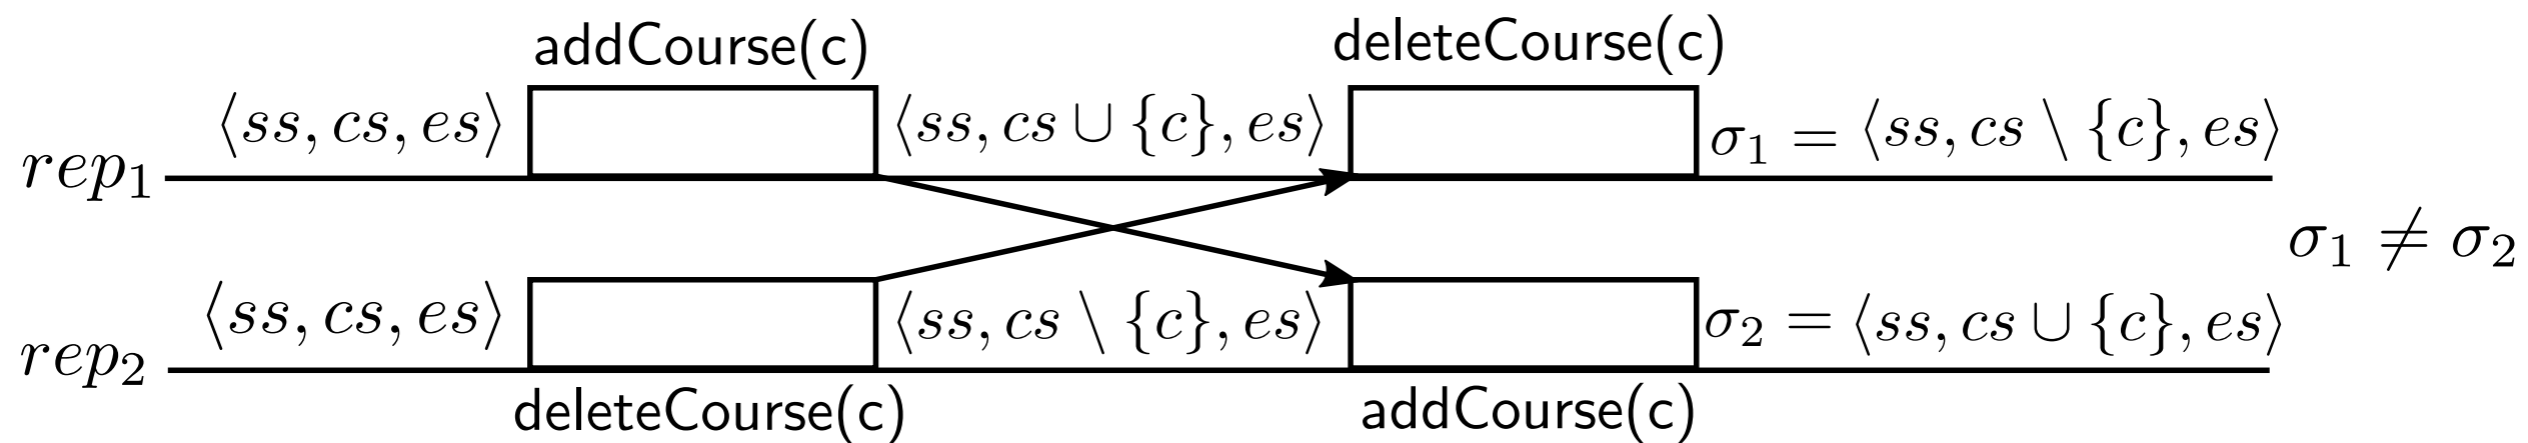 addCourse(c) deleteCourse(c)
⟨ss, cs, es⟩ ⟨ss, cs ∪ {c}, es⟩ σ₁ = ⟨ss, cs \ {c}, es⟩
rep₁
σ₁ ≠ σ₂
⟨ss, cs, es⟩ ⟨ss, cs \ {c}, es⟩ σ₂ = ⟨ss, cs ∪ {c}, es⟩
rep₂
deleteCourse(c) addCourse(c)